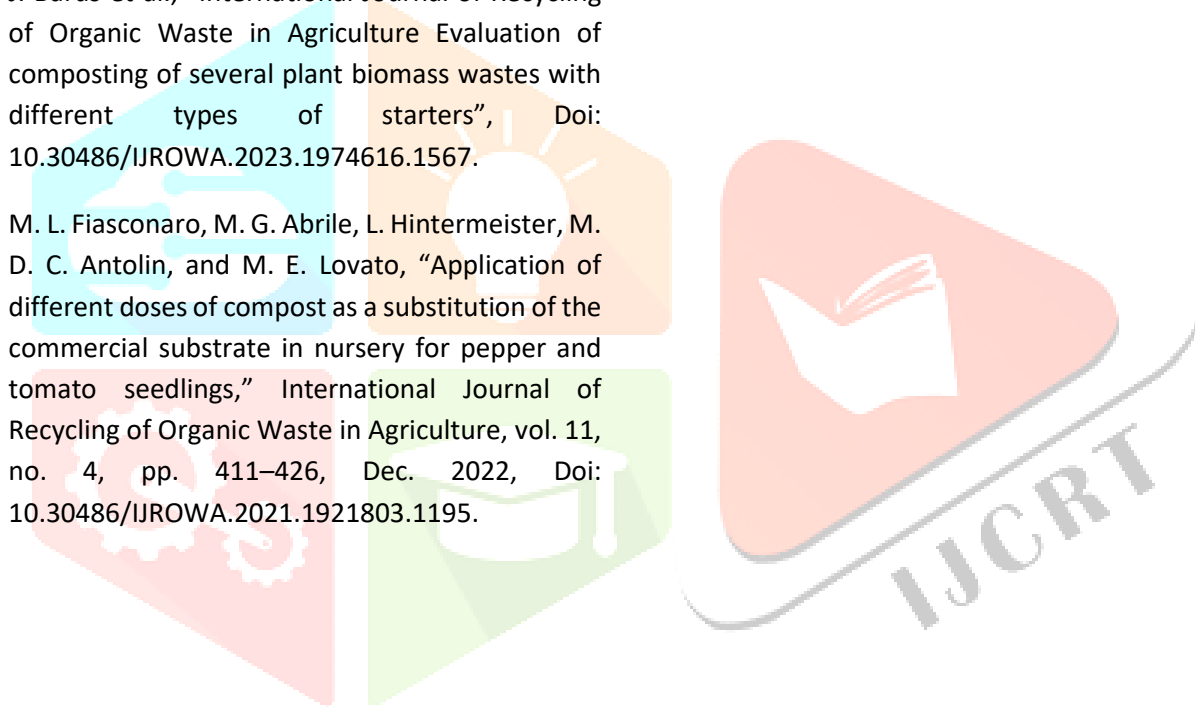 of Organic Waste in Agriculture Evaluation of
composting of several plant biomass wastes with
different types of starters”, Doi:
10.30486/IJROWA.2023.1974616.1567.
M. L. Fiasconaro, M. G. Abrile, L. Hintermeister, M.
D. C. Antolin, and M. E. Lovato, “Application of
different doses of compost as a substitution of the
commercial substrate in nursery for pepper and
tomato seedlings,” International Journal of
Recycling of Organic Waste in Agriculture, vol. 11,
no. 4, pp. 411–426, Dec. 2022, Doi:
10.30486/IJROWA.2021.1921803.1195.
IJCRT